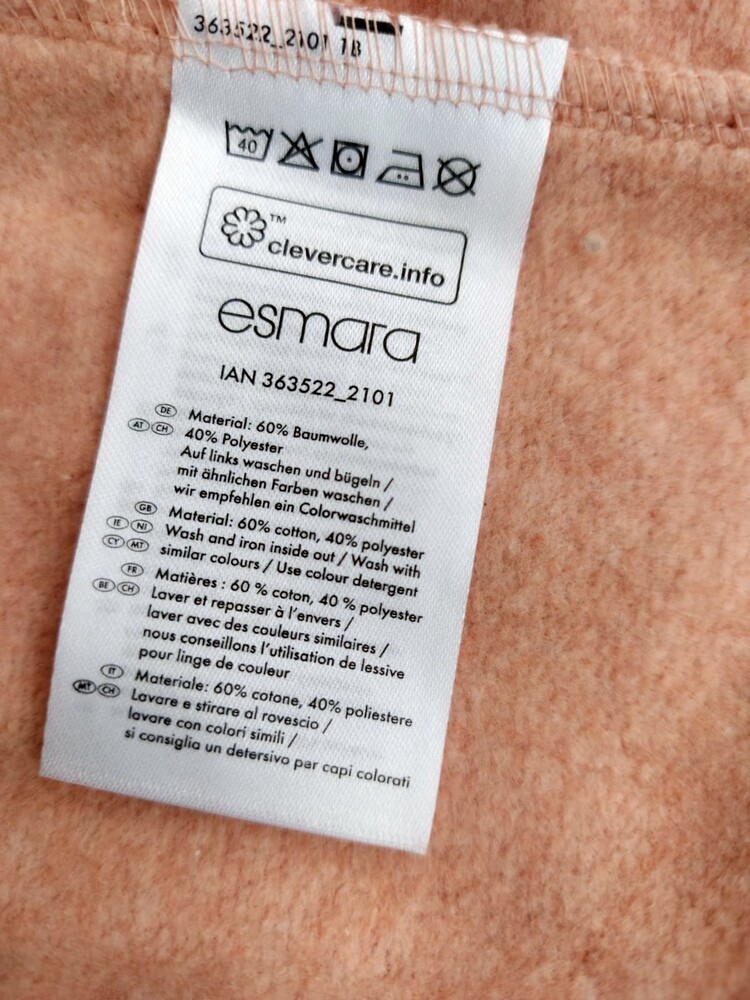 363522_2101 1B
40
™
clevercare.info
esmara
IAN 363522_2101
DE Material: 60% Baumwolle,
AT CH 40% Polyester
Auf links waschen und bügeln /
mit ähnlichen Farben waschen /
wir empfehlen ein Colorwaschmittel
GB Material: 60% cotton, 40% polyester
IE NI Wash and iron inside out / Wash with
CY MT similar colours / Use colour detergent
FR Matières : 60 % coton, 40 % polyester
BE CH Laver et repasser à l'envers /
laver avec des couleurs similaires /
nous conseillons l'utilisation de lessive
pour linge de couleur
IT Materiale: 60% cotone, 40% poliestere
MT CH Lavare e stirare al rovescio /
lavare con colori simili /
si consiglia un detersivo per capi colorati